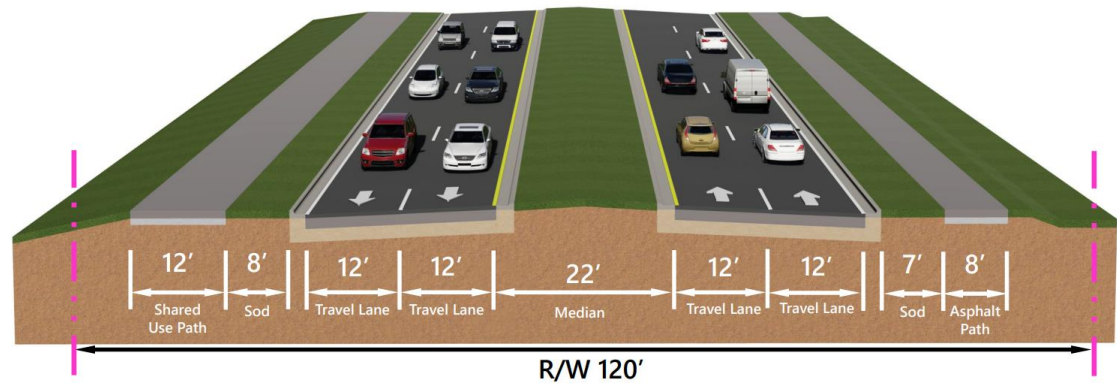 12’ 8’ 12’ 12’ 22’ 12’ 12’ 7’ 8’
Shared
Use Path
Sod
Travel Lane
Travel Lane
Median
Travel Lane
Travel Lane
Sod
Asphalt
Path
R/W 120’